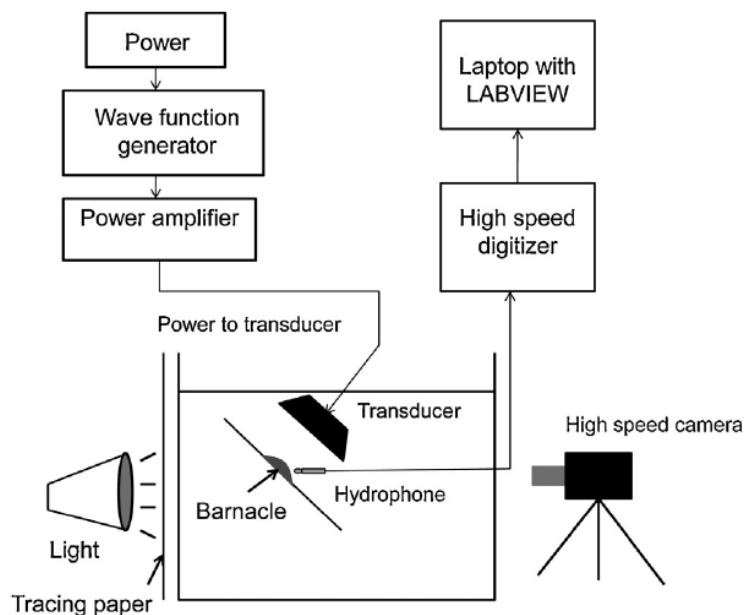 Power
Wave function
generator
Power amplifier
Power to transducer
Laptop with
LABVIEW
High speed
digitizer
Transducer
High speed camera
Hydrophone
Barnacle
Light
Tracing paper